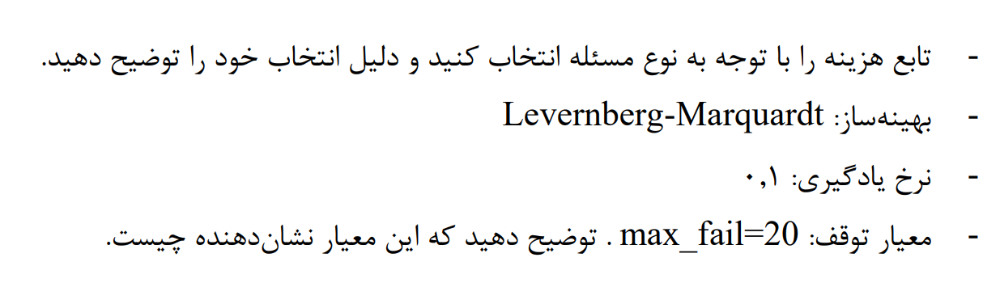 - تابع هزینه را با توجه به نوع مسئله انتخاب کنید و دلیل انتخاب خود را توضیح دهید.
- بهینه‌ساز: Levernberg-Marquardt
- نرخ یادگیری: ۰,۱
- معیار توقف: max_fail=20 . توضیح دهید که این معیار نشان‌دهنده چیست.